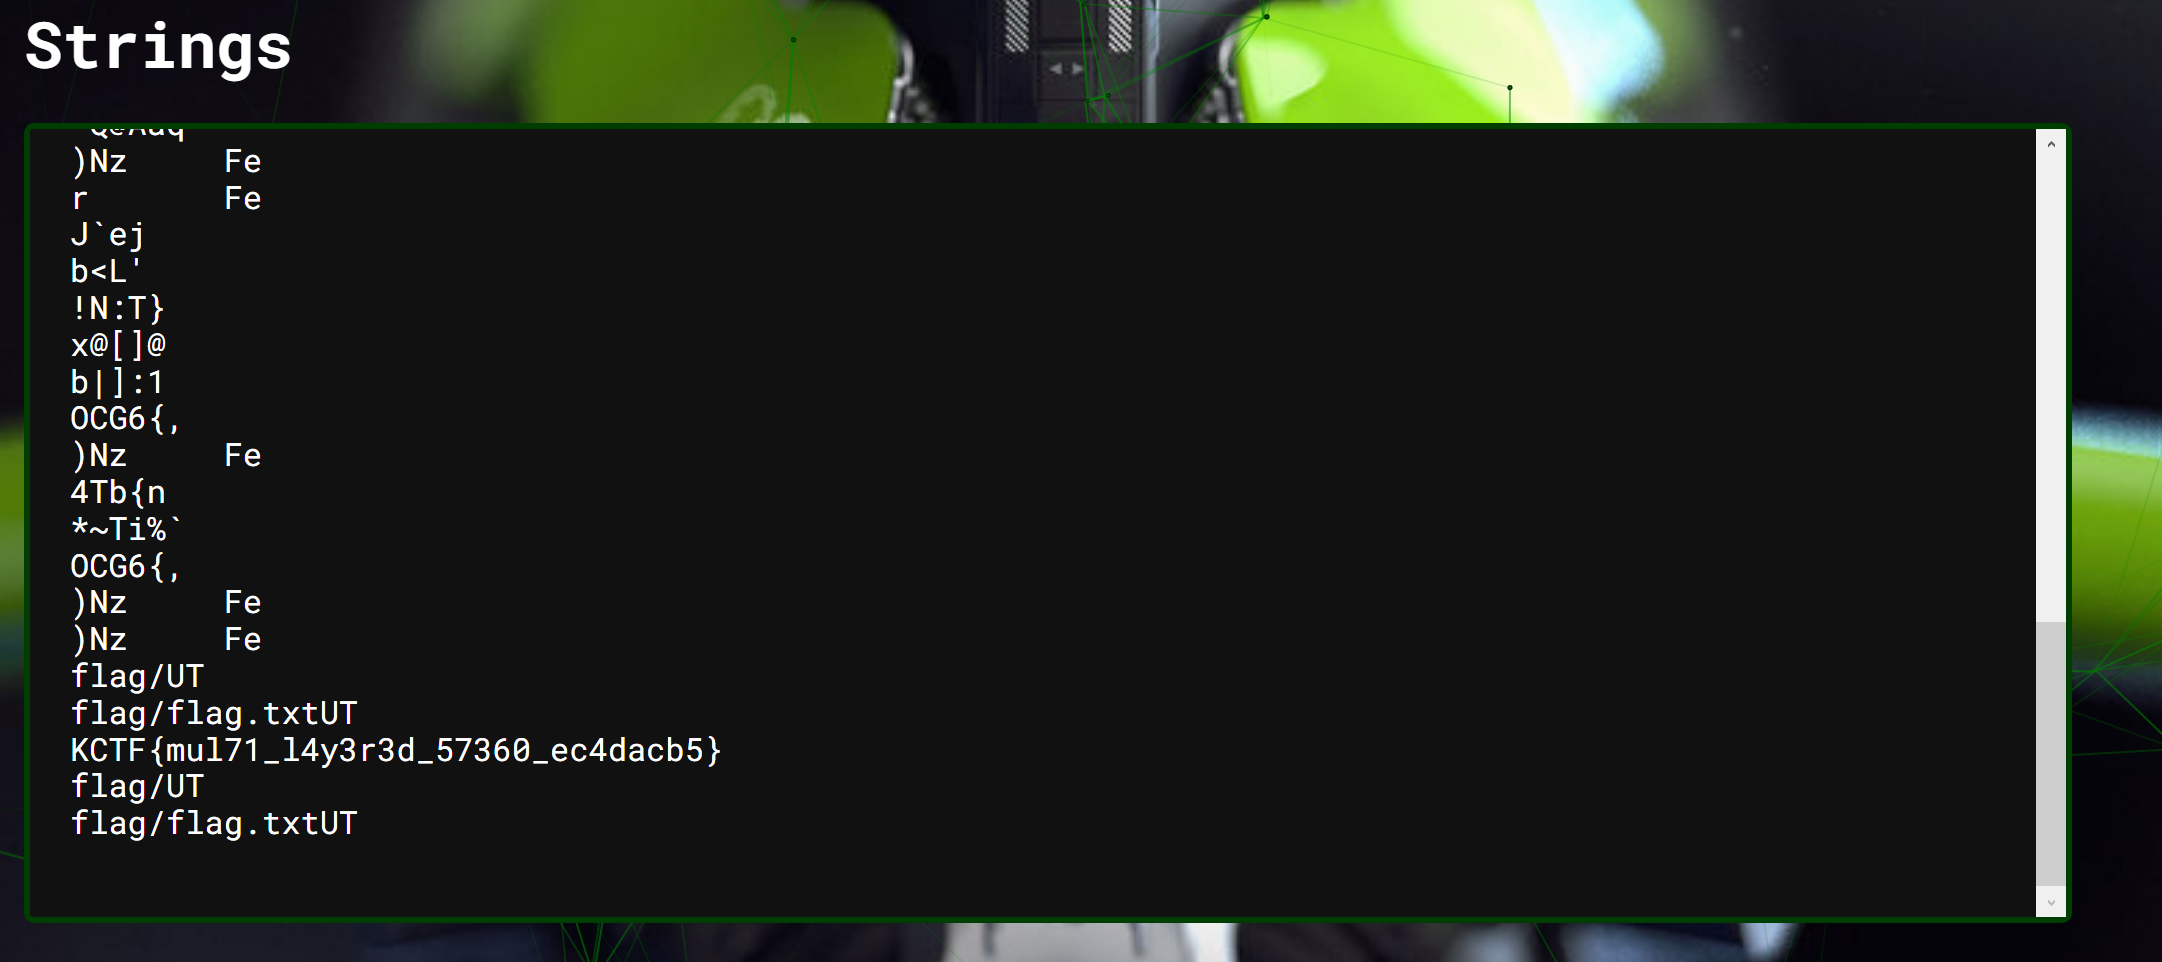 Strings
)Nz     Fe
r       Fe
J`ej
b<L'
!N:T}
x@[]@
b|]:1
OCG6{,
)Nz     Fe
4Tb{n
*~Ti%`
OCG6{,
)Nz     Fe
)Nz     Fe
flag/UT
flag/flag.txtUT
KCTF{mul71_l4y3r3d_57360_ec4dacb5}
flag/UT
flag/flag.txtUT